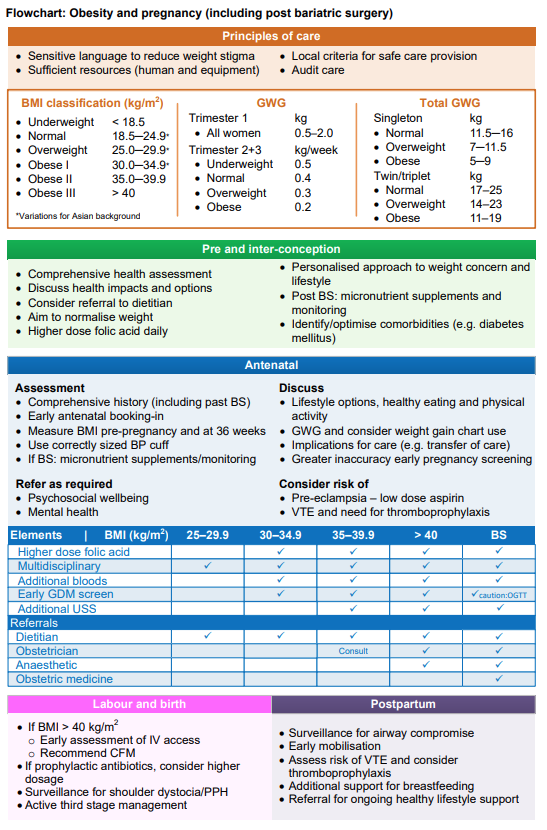 Flowchart: Obesity and pregnancy (including post bariatric surgery)
Principles of care
• Sensitive language to reduce weight stigma
• Sufficient resources (human and equipment)
• Local criteria for safe care provision
• Audit care
BMI classification (kg/m²)
• Underweight < 18.5
• Normal 18.5–24.9*
• Overweight 25.0–29.9*
• Obese I 30.0–34.9*
• Obese II 35.0–39.9
• Obese III > 40
*Variations for Asian background
GWG
Trimester 1 kg
• All women 0.5–2.0
Trimester 2+3 kg/week
• Underweight 0.5
• Normal 0.4
• Overweight 0.3
• Obese 0.2
Total GWG
Singleton kg
• Normal 11.5–16
• Overweight 7–11.5
• Obese 5–9
Twin/triplet kg
• Normal 17–25
• Overweight 14–23
• Obese 11–19
Pre and inter-conception
• Comprehensive health assessment
• Discuss health impacts and options
• Consider referral to dietitian
• Aim to normalise weight
• Higher dose folic acid daily
• Personalised approach to weight concern and
lifestyle
• Post BS: micronutrient supplements and
monitoring
• Identify/optimise comorbidities (e.g. diabetes
mellitus)
Antenatal
Assessment
• Comprehensive history (including past BS)
• Early antenatal booking-in
• Measure BMI pre-pregnancy and at 36 weeks
• Use correctly sized BP cuff
• If BS: micronutrient supplements/monitoring
Refer as required
• Psychosocial wellbeing
• Mental health
Discuss
• Lifestyle options, healthy eating and physical
activity
• GWG and consider weight gain chart use
• Implications for care (e.g. transfer of care)
• Greater inaccuracy early pregnancy screening
Consider risk of
• Pre-eclampsia – low dose aspirin
• VTE and need for thromboprophylaxis
Elements | BMI (kg/m²) 25–29.9 30–34.9 35–39.9 > 40 BS
Higher dose folic acid ✓ ✓ ✓ ✓
Multidisciplinary ✓ ✓ ✓ ✓ ✓
Additional bloods ✓ ✓ ✓ ✓
Early GDM screen ✓ ✓ ✓ ✓caution:OGTT
Additional USS ✓ ✓ ✓
Referrals
Dietitian ✓ ✓ ✓ ✓ ✓
Obstetrician Consult ✓ ✓
Anaesthetic ✓ ✓
Obstetric medicine ✓
Labour and birth
• If BMI > 40 kg/m²
o Early assessment of IV access
o Recommend CFM
• If prophylactic antibiotics, consider higher
dosage
• Surveillance for shoulder dystocia/PPH
• Active third stage management
Postpartum
• Surveillance for airway compromise
• Early mobilisation
• Assess risk of VTE and consider
thromboprophylaxis
• Additional support for breastfeeding
• Referral for ongoing healthy lifestyle support